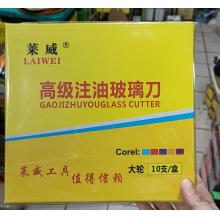 莱威®
LAIWEI
高级注油玻璃刀
GAOJIZHUYOUGLASS CUTTER
Corel:
大轮 10支/盒
莱威工具 值得信赖